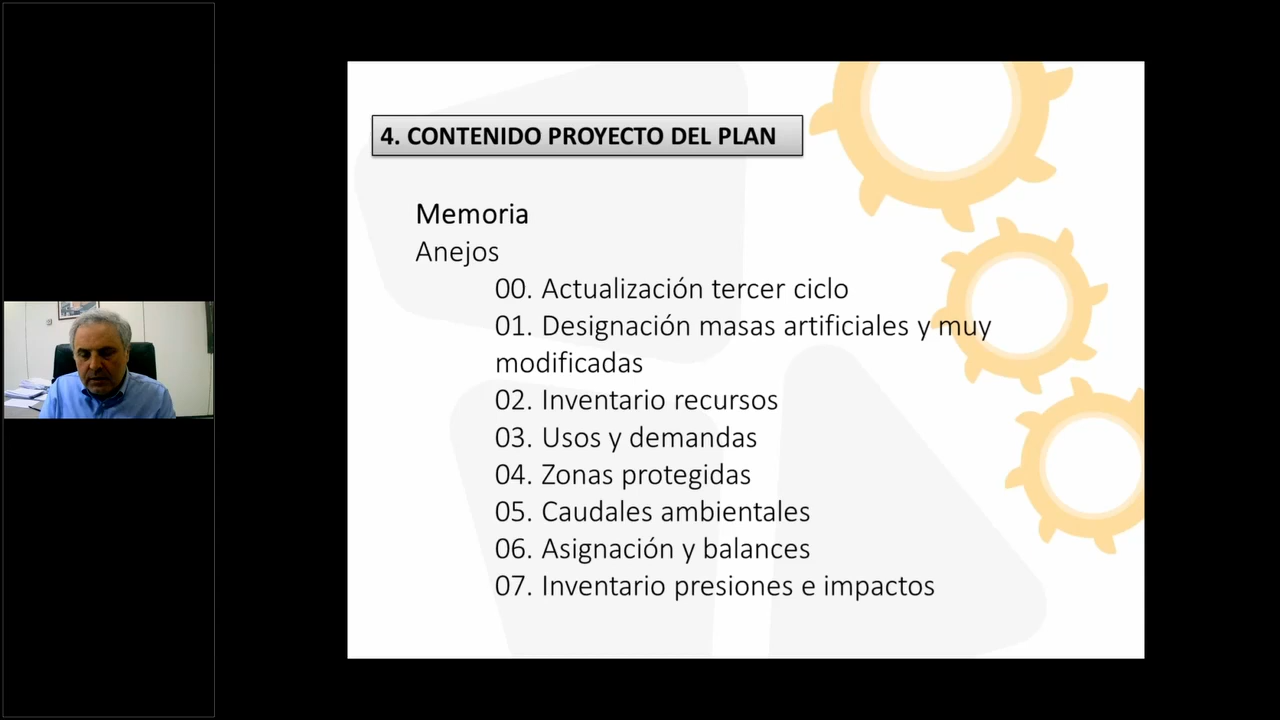 4. CONTENIDO PROYECTO DEL PLAN
Memoria
Anejos
00. Actualización tercer ciclo
01. Designación masas artificiales y muy
modificadas
02. Inventario recursos
03. Usos y demandas
04. Zonas protegidas
05. Caudales ambientales
06. Asignación y balances
07. Inventario presiones e impactos